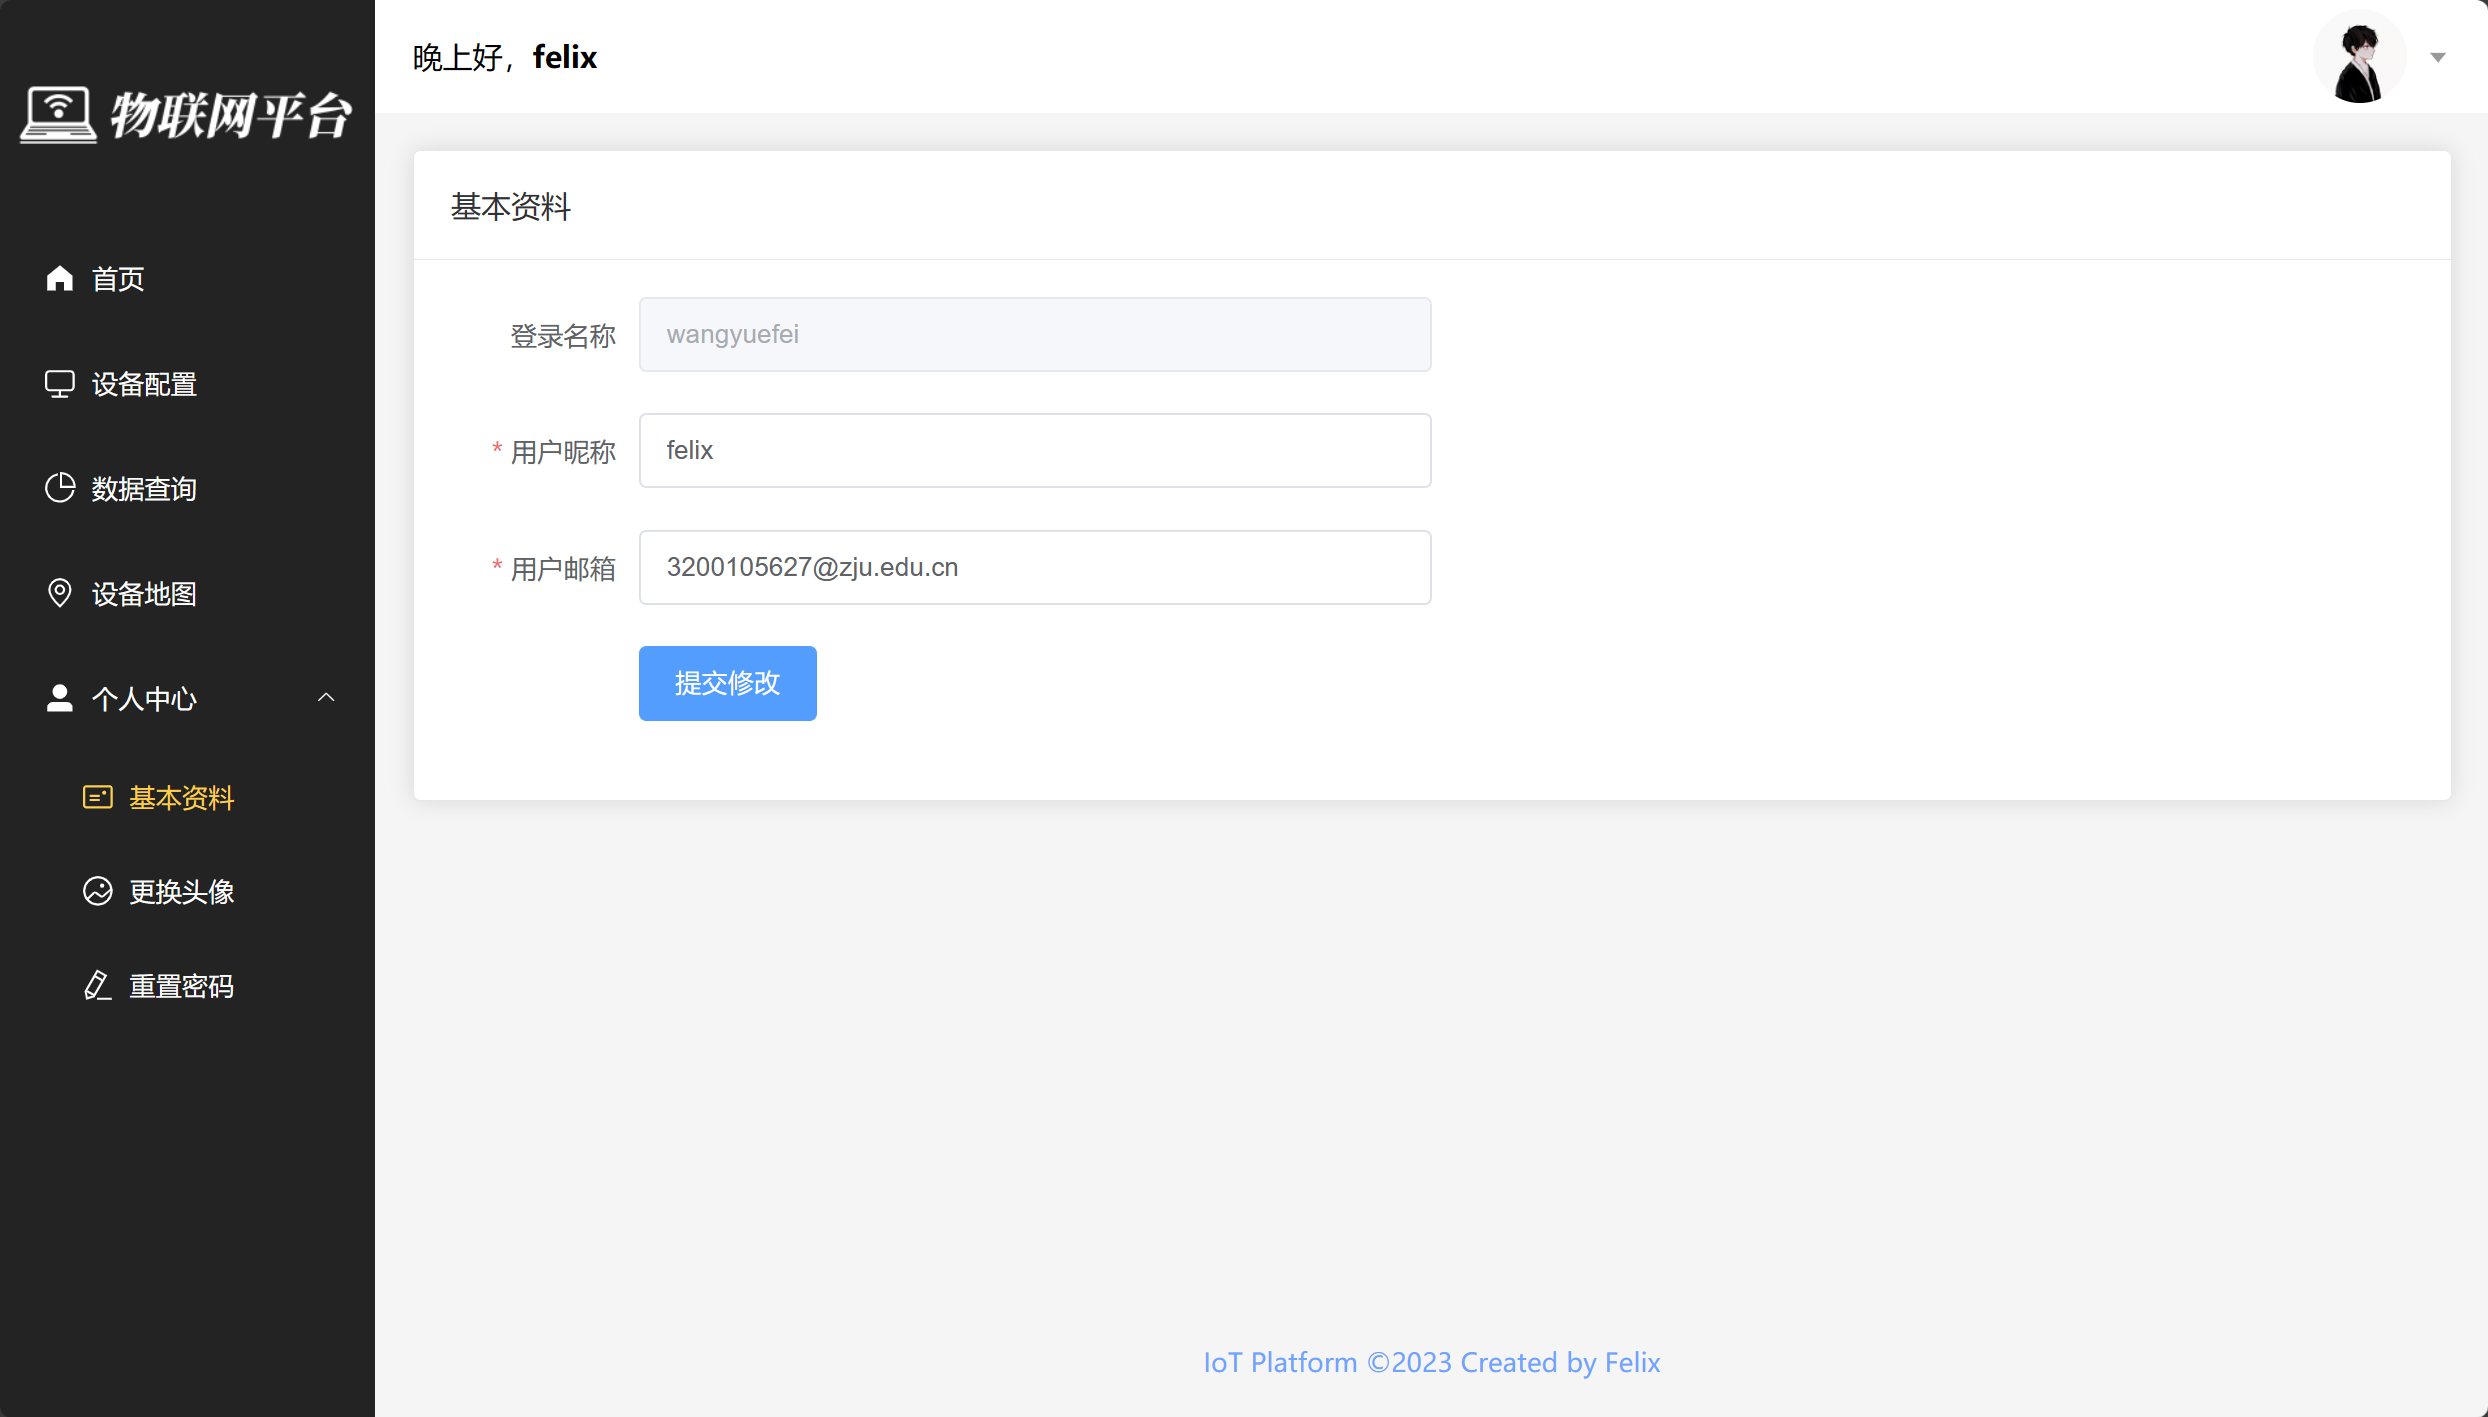 物联网平台
首页
设备配置
数据查询
设备地图
个人中心
基本资料
更换头像
重置密码
晚上好，felix
基本资料
登录名称 wangyuefei
* 用户昵称 felix
* 用户邮箱 3200105627@zju.edu.cn
提交修改
IoT Platform ©2023 Created by Felix